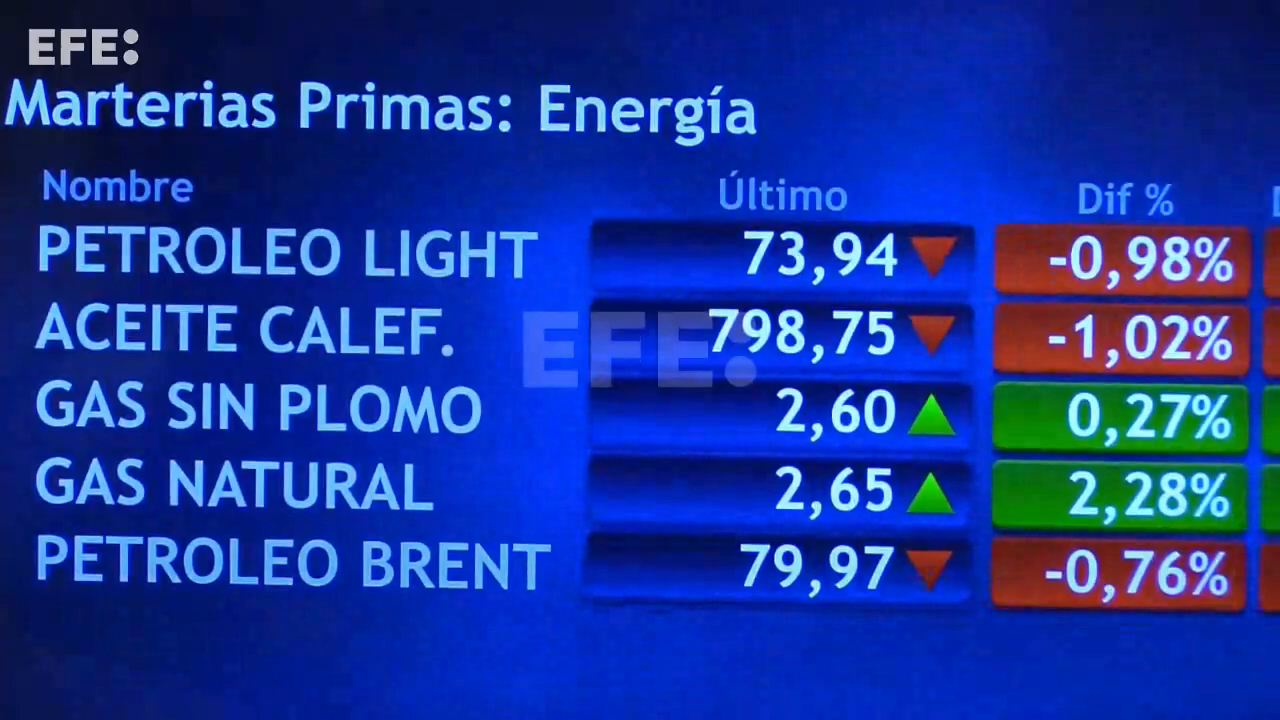 EFE:
Marterias Primas: Energía
Nombre Último Dif %
PETROLEO LIGHT 73,94 -0,98%
ACEITE CALEF. 798,75 -1,02%
GAS SIN PLOMO 2,60 0,27%
GAS NATURAL 2,65 2,28%
PETROLEO BRENT 79,97 -0,76%
EFE: